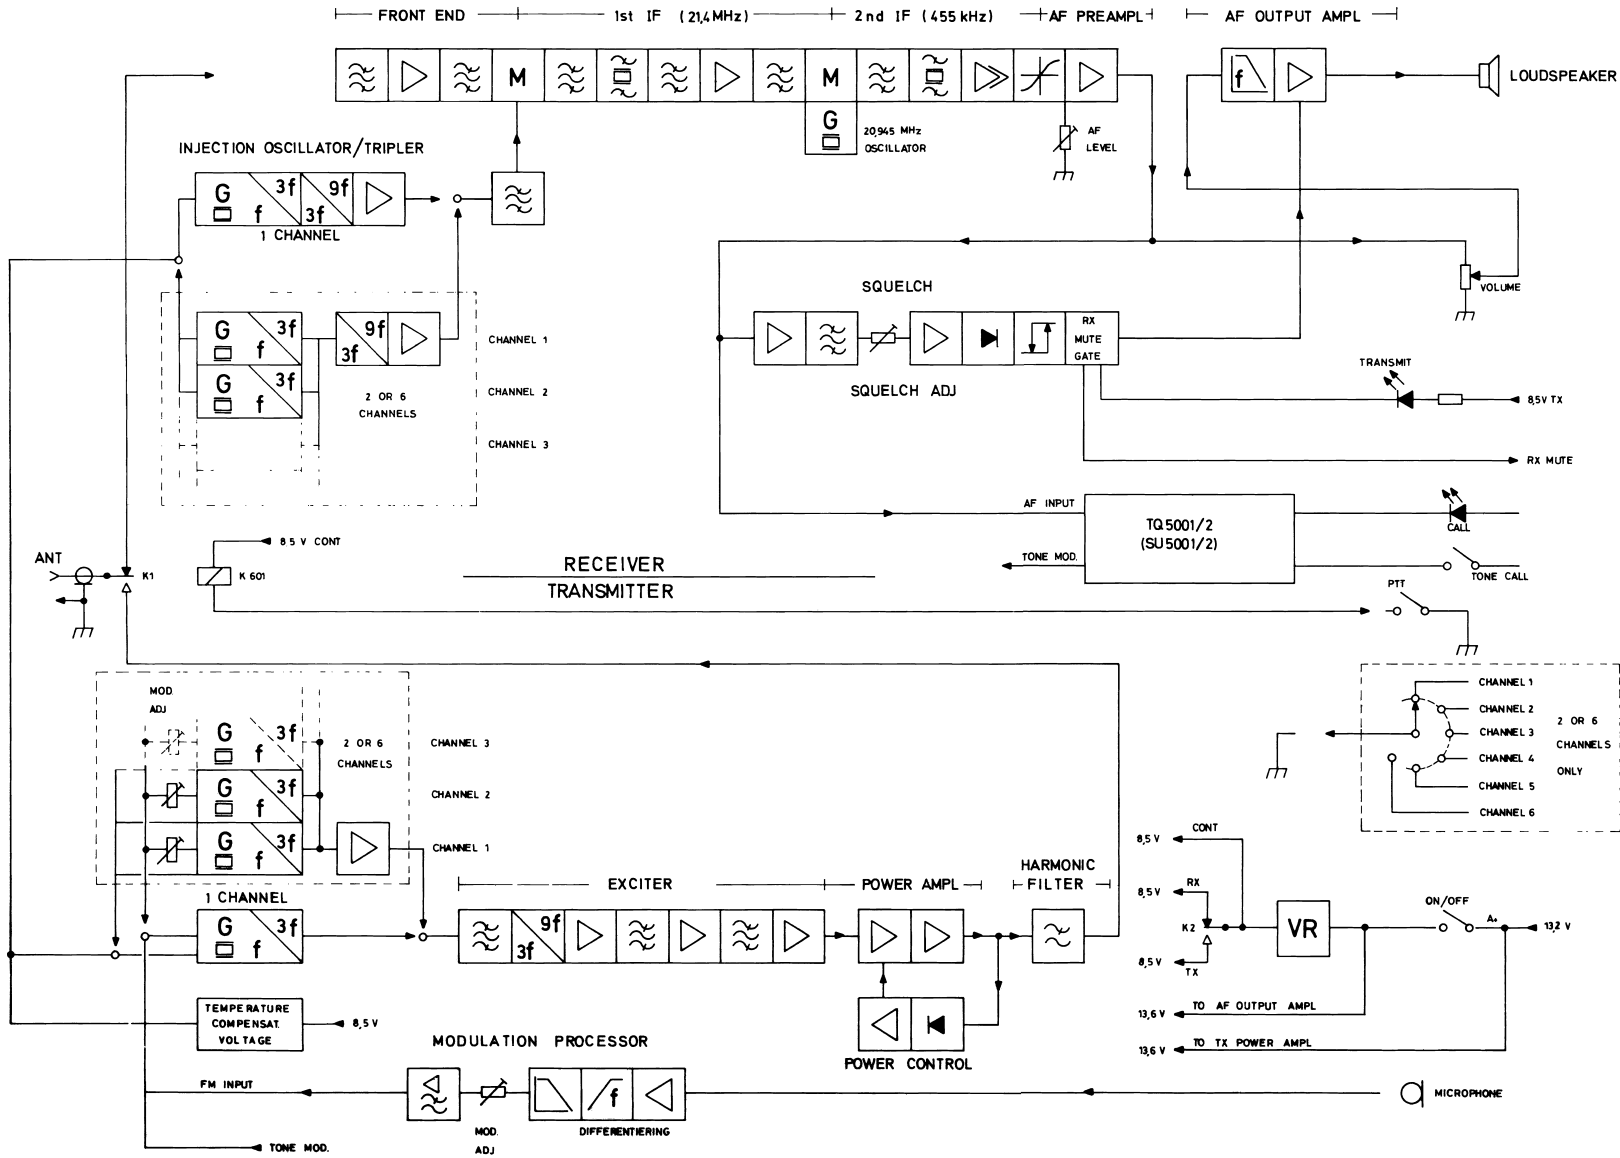 FRONT END
1st IF (21,4MHz)
2nd IF (455 kHz)
AF PREAMPL
AF OUTPUT AMPL
M
M
f
LOUDSPEAKER
G
20,945 MHz
OSCILLATOR
AF
LEVEL
INJECTION OSCILLATOR/TRIPLER
G
3f
f
9f
3f
1 CHANNEL
VOLUME
SQUELCH
G
3f
f
9f
3f
CHANNEL 1
RX
MUTE
GATE
TRANSMIT
G
3f
f
2 OR 6
CHANNELS
CHANNEL 2
SQUELCH ADJ
8,5V TX
CHANNEL 3
RX MUTE
AF INPUT
TQ5001/2
(SU5001/2)
CALL
8.5 V CONT
ANT
K1
K 601
RECEIVER
TRANSMITTER
TONE MOD.
TONE CALL
PTT
MOD.
ADJ
G
3f
f
2 OR 6
CHANNELS
CHANNEL 3
G
3f
f
CHANNEL 2
G
3f
f
CHANNEL 1
CHANNEL 1
CHANNEL 2
CHANNEL 3
CHANNEL 4
CHANNEL 5
CHANNEL 6
2 OR 6
CHANNELS
ONLY
1 CHANNEL
G
3f
f
EXCITER
9f
3f
POWER AMPL
HARMONIC
FILTER
8,5 V
CONT
8,5 V
RX
K2
8,5 V
TX
VR
ON/OFF
A+
13,2 V
13,6 V
TO AF OUTPUT AMPL
13,6 V
TO TX POWER AMPL
TEMPERATURE
COMPENSAT.
VOLTAGE
8,5 V
MODULATION PROCESSOR
POWER CONTROL
FM INPUT
MOD.
ADJ
f
DIFFERENTIERING
MICROPHONE
TONE MOD.